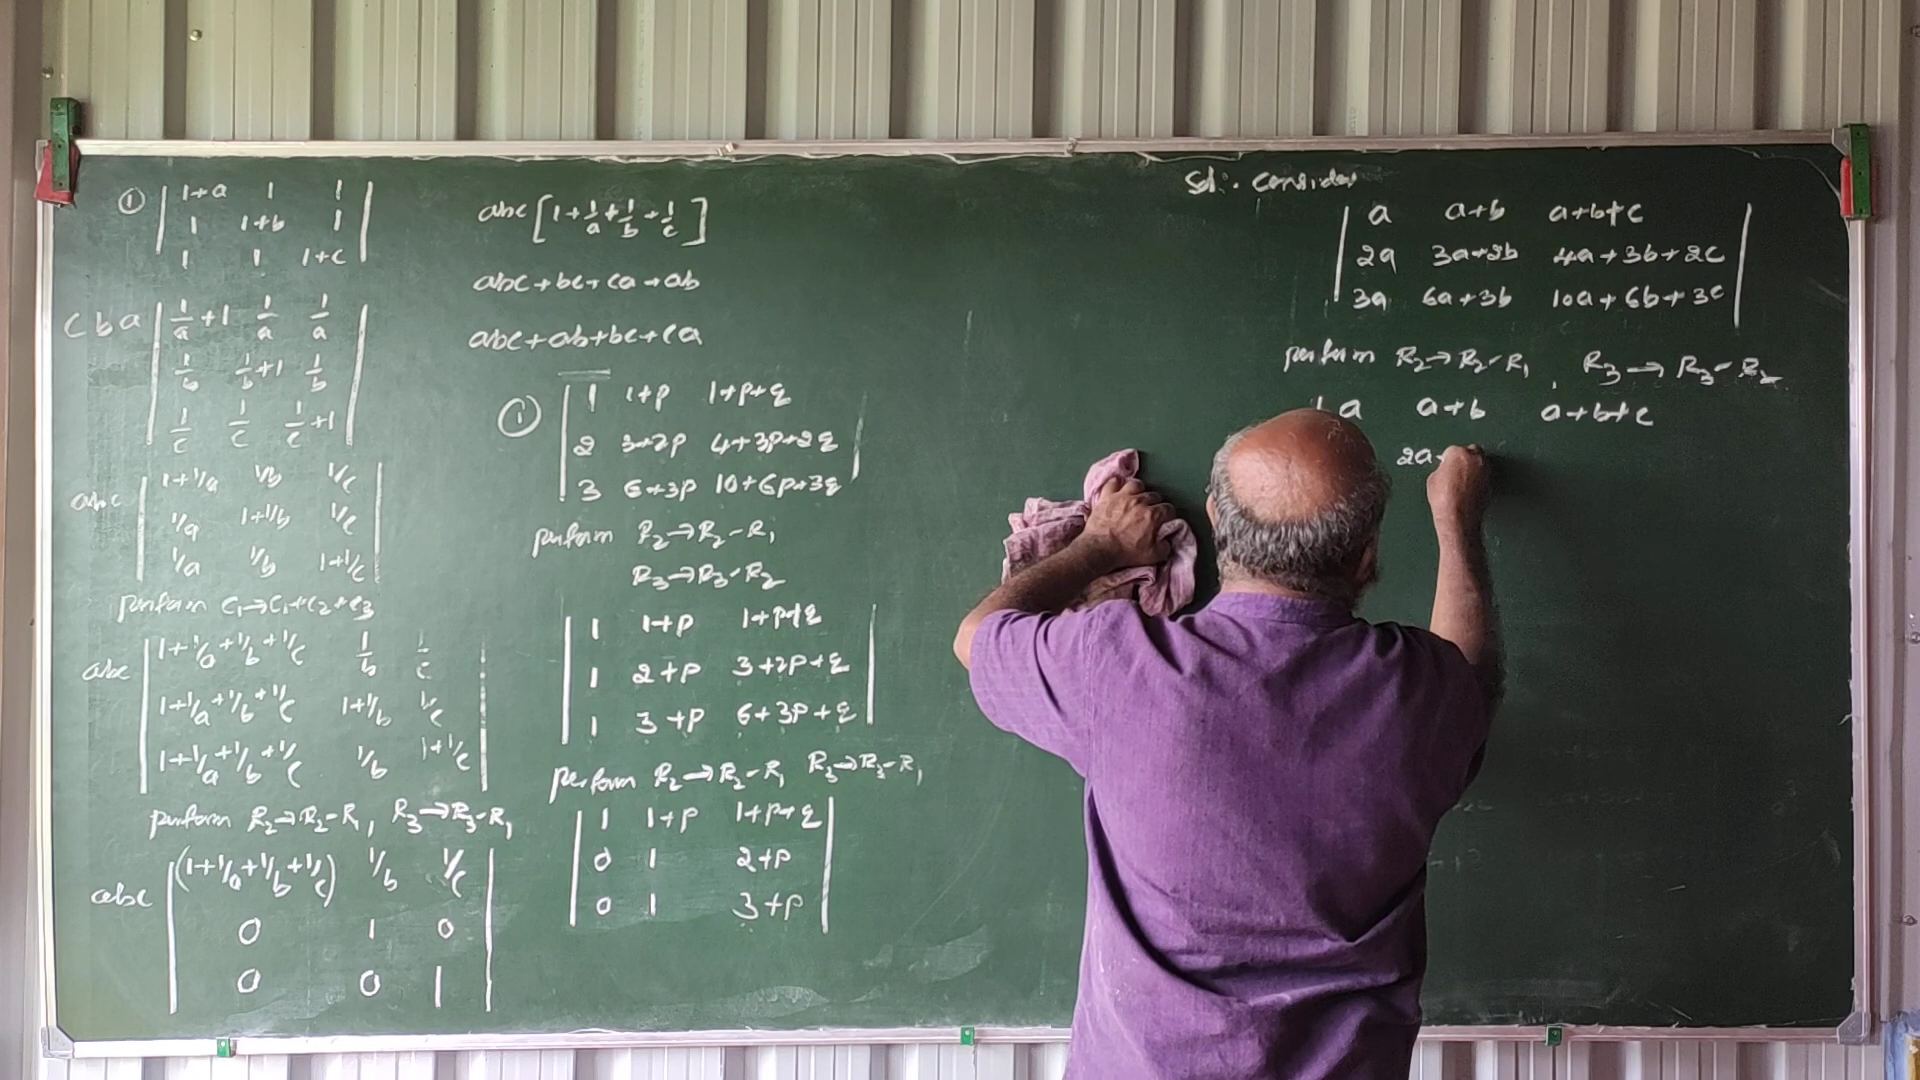 ① | 1+a 1 1 |
| 1 1+b 1 |
| 1 1 1+c |
c b a | 1/a+1 1/a 1/a |
| 1/b 1/b+1 1/b |
| 1/c 1/c 1/c+1 |
abc | 1+1/a 1/b 1/c |
| 1/a 1+1/b 1/c |
| 1/a 1/b 1+1/c |
perform C₁→C₁+C₂+C₃
abc | 1+1/a+1/b+1/c 1/b 1/c |
| 1+1/a+1/b+1/c 1+1/b 1/c |
| 1+1/a+1/b+1/c 1/b 1+1/c |
perform R₂→R₂-R₁, R₃→R₃-R₁
abc | (1+1/a+1/b+1/c) 1/b 1/c |
| 0 1 0 |
| 0 0 1 |
abc [1+1/a+1/b+1/c]
abc+bc+ca+ab
abc+ab+bc+ca
① | 1 1+p 1+p+q |
| 2 3+2p 4+3p+2q |
| 3 6+3p 10+6p+3q |
perform R₂→R₂-R₁
R₃→R₃-R₂
| 1 1+p 1+p+q |
| 1 2+p 3+2p+q |
| 1 3+p 6+3p+q |
perform R₂→R₂-R₁ R₃→R₃-R₁
| 1 1+p 1+p+q |
| 0 1 2+p |
| 0 1 3+p |
Sol: Consider
| a a+b a+b+c |
| 2a 3a+2b 4a+3b+2c |
| 3a 6a+3b 10a+6b+3c |
perform R₂→R₂-R₁, R₃→R₃-R₂
| a a+b a+b+c
2a+